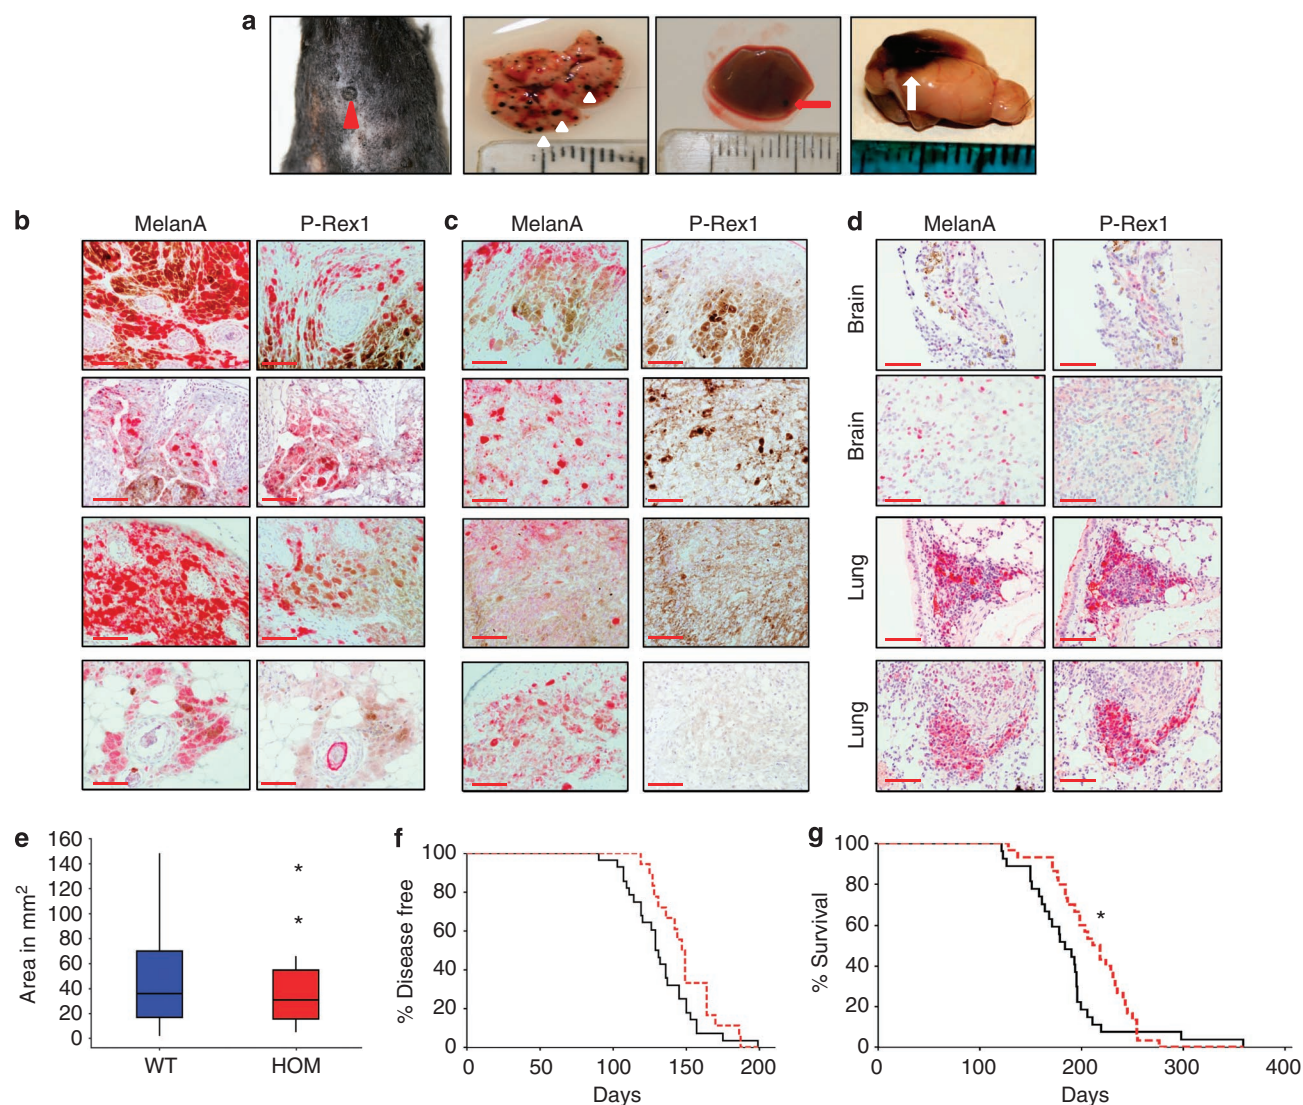 a
b
MelanA P-Rex1
c
MelanA P-Rex1
d
MelanA P-Rex1
Brain
Brain
Lung
Lung
e
Area in mm2
160
140
120
100
80
60
40
20
0
*
*
WT HOM
f
% Disease free
100
80
60
40
20
0
0 50 100 150 200
Days
g
% Survival
100
80
60
40
20
0
*
0 100 200 300 400
Days